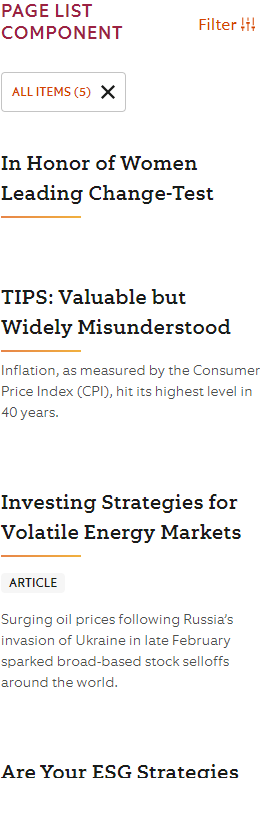 PAGE LIST
COMPONENT
Filter
ALL ITEMS (5)
In Honor of Women
Leading Change-Test
TIPS: Valuable but
Widely Misunderstood
Inflation, as measured by the Consumer
Price Index (CPI), hit its highest level in
40 years.
Investing Strategies for
Volatile Energy Markets
ARTICLE
Surging oil prices following Russia’s
invasion of Ukraine in late February
sparked broad-based stock selloffs
around the world.
Are Your ESG Strategies